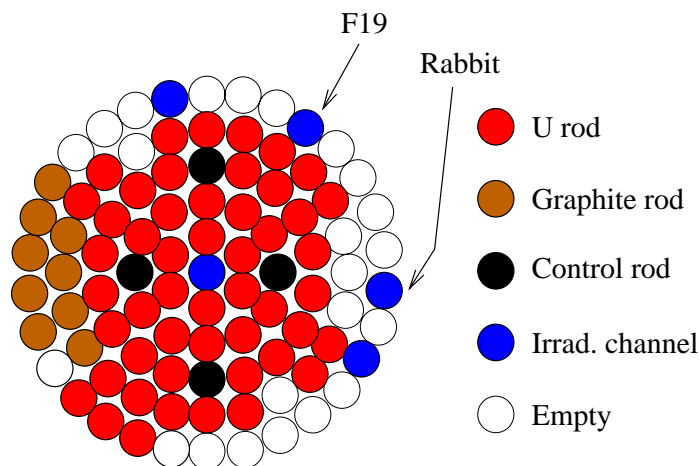 F19
Rabbit
U rod
Graphite rod
Control rod
Irrad. channel
Empty